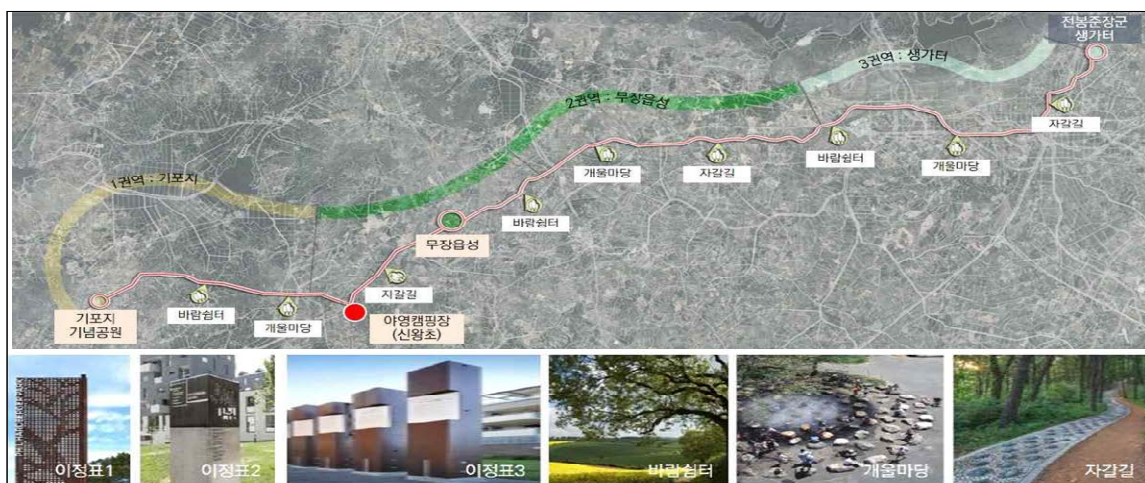 전봉준장군
생가터
3권역 : 생가터
2권역 : 무장읍성
1권역 : 기포지
자갈길
바람쉼터
개울마당
개울마당
자갈길
바람쉼터
무장읍성
지갈길
기포지
기념공원
바람쉼터
개울마당
야영캠핑장
(신왕초)
이정표1
이정표2
이정표3
바람쉼터
개울마당
자갈길